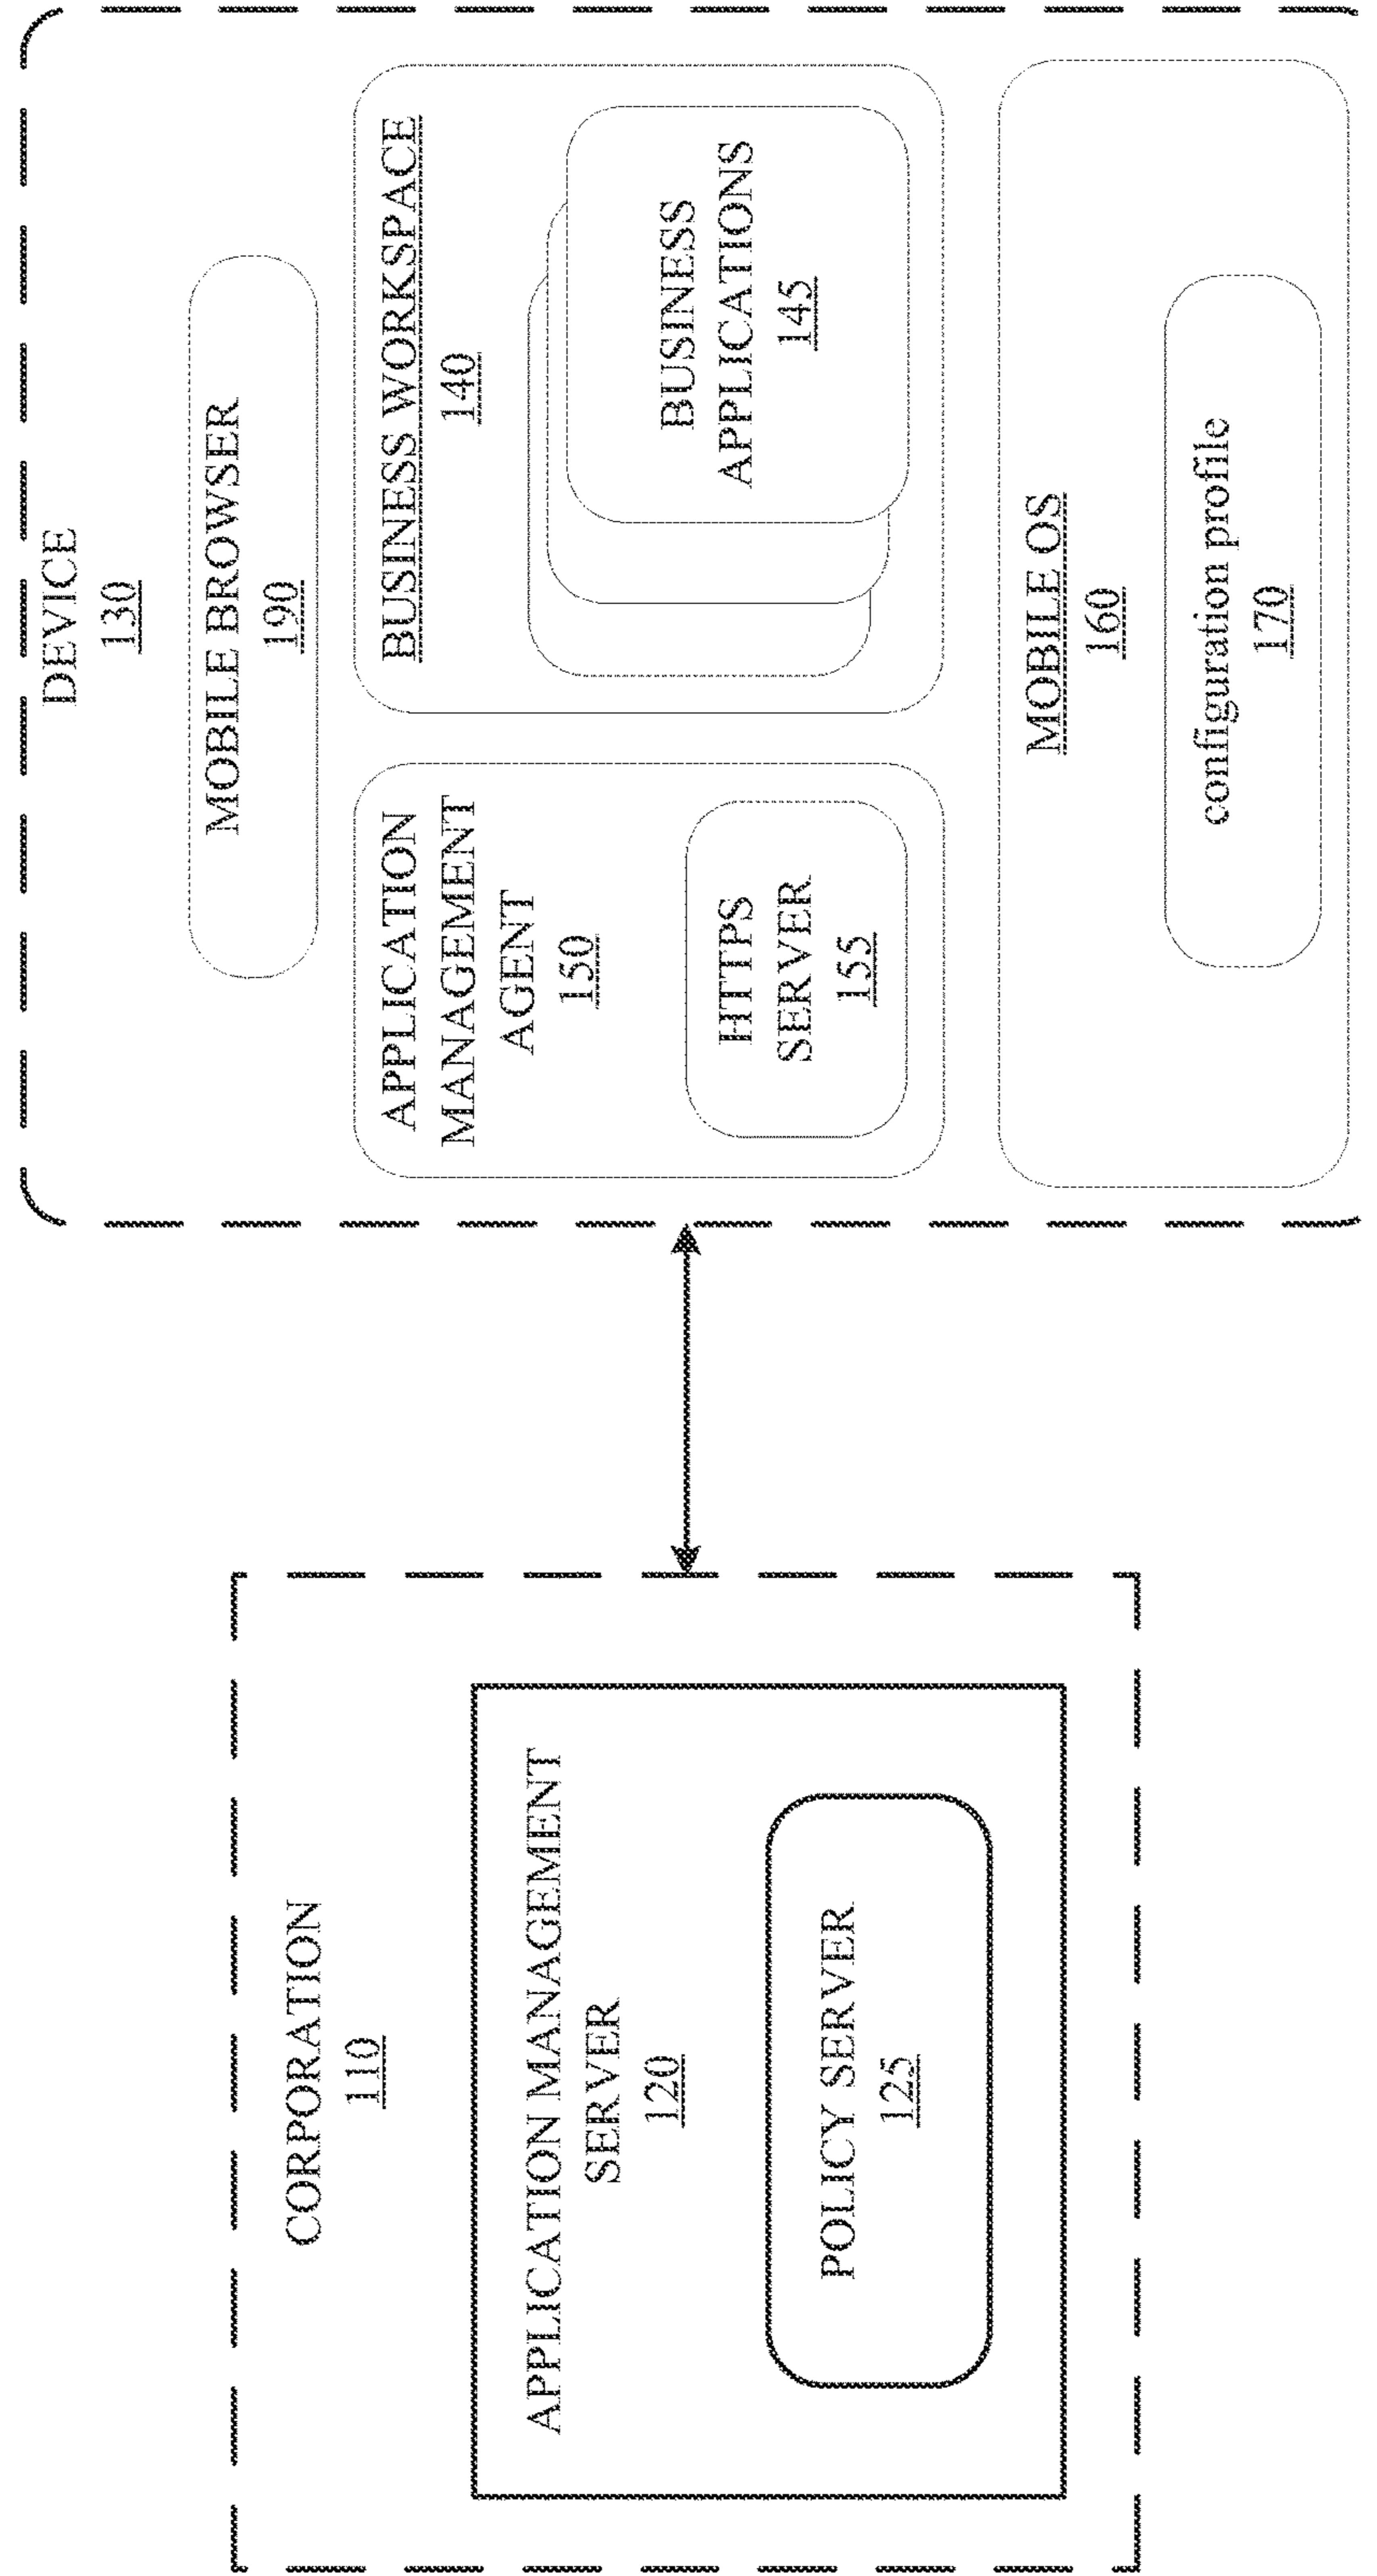 CORPORATION
110
APPLICATION MANAGEMENT
SERVER
120
POLICY SERVER
125
DEVICE
130
MOBILE BROWSER
190
APPLICATION
MANAGEMENT
AGENT
150
HTTPS
SERVER
155
BUSINESS WORKSPACE
140
BUSINESS
APPLICATIONS
145
MOBILE OS
160
configuration profile
170